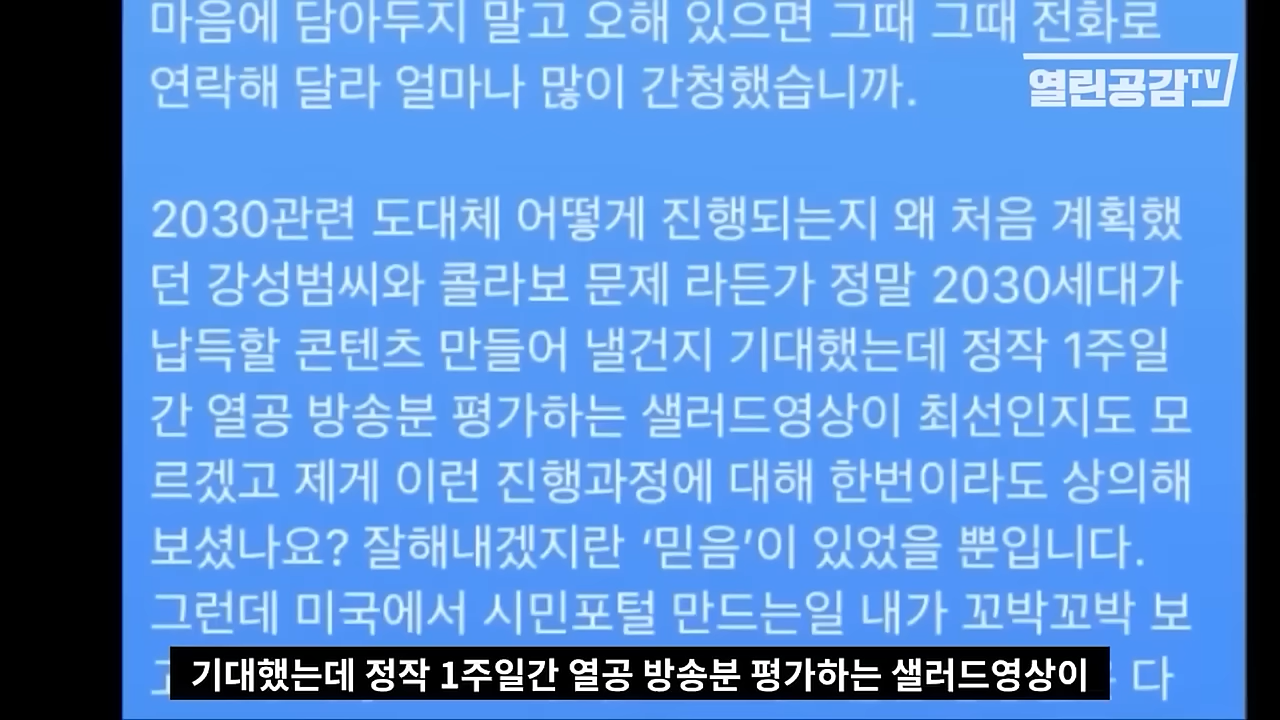 마음에 담아두지 말고 오해 있으면 그때 그때 전화로
연락해 달라 얼마나 많이 간청했습니까.
열린공감TV
2030관련 도대체 어떻게 진행되는지 왜 처음 계획했
던 강성범씨와 콜라보 문제 라든가 정말 2030세대가
납득할 콘텐츠 만들어 낼건지 기대했는데 정작 1주일
간 열공 방송분 평가하는 샐러드영상이 최선인지도 모
르겠고 제게 이런 진행과정에 대해 한번이라도 상의해
보셨나요? 잘해내겠지란 ‘믿음’이 있었을 뿐입니다.
그런데 미국에서 시민포털 만드는일 내가 꼬박꼬박 보
다
기대했는데 정작 1주일간 열공 방송분 평가하는 샐러드영상이